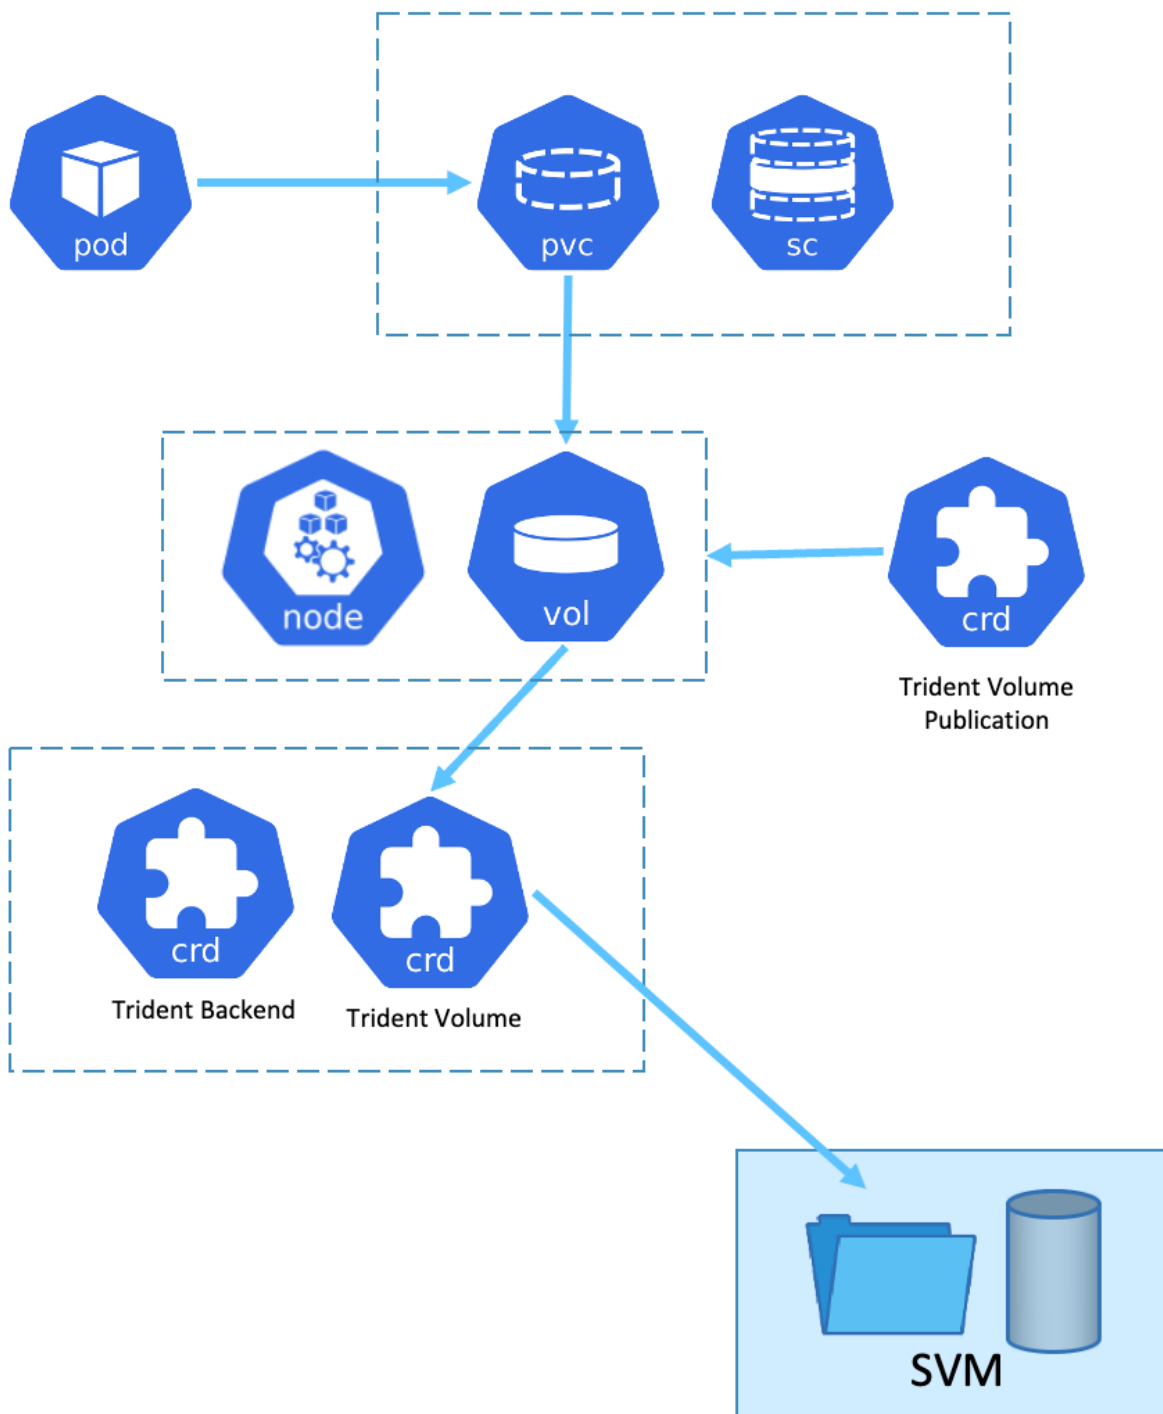 pod
pvc
sc
node
vol
crd
Trident Volume
Publication
crd
Trident Backend
crd
Trident Volume
SVM